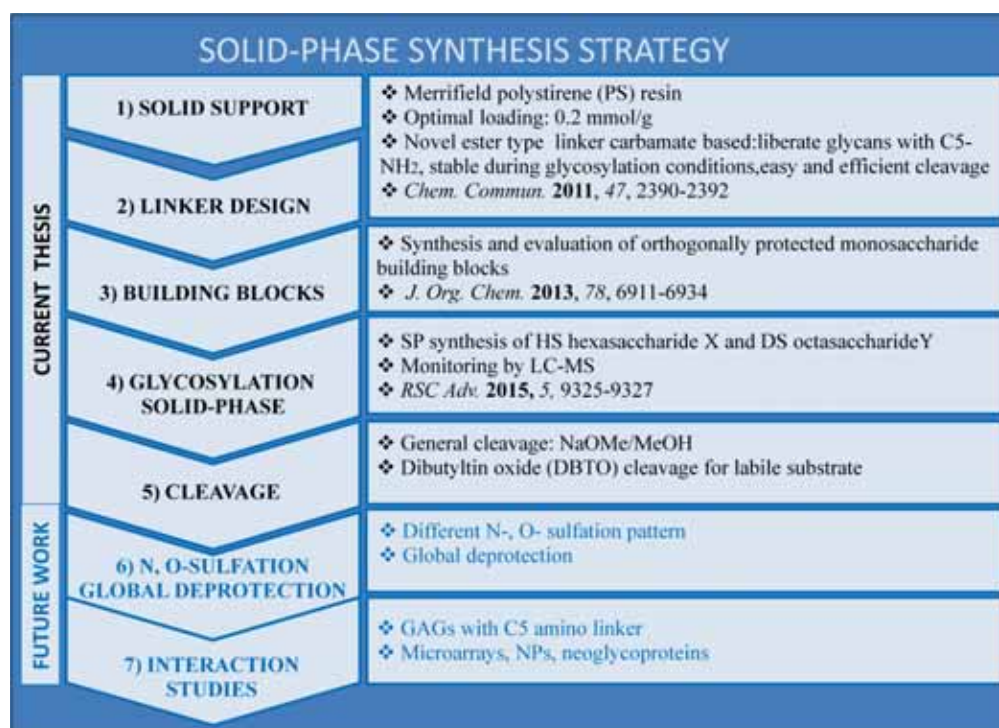 SOLID-PHASE SYNTHESIS STRATEGY
CURRENT THESIS
1) SOLID SUPPORT
❖ Merrifield polystirene (PS) resin
❖ Optimal loading: 0.2 mmol/g
❖ Novel ester type linker carbamate based:liberate glycans with C5-
NH2, stable during glycosylation conditions,easy and efficient cleavage
❖ Chem. Commun. 2011, 47, 2390-2392
2) LINKER DESIGN
3) BUILDING BLOCKS
❖ Synthesis and evaluation of orthogonally protected monosaccharide
building blocks
❖ J. Org. Chem. 2013, 78, 6911-6934
4) GLYCOSYLATION
SOLID-PHASE
❖ SP synthesis of HS hexasaccharide X and DS octasaccharideY
❖ Monitoring by LC-MS
❖ RSC Adv. 2015, 5, 9325-9327
5) CLEAVAGE
❖ General cleavage: NaOMe/MeOH
❖ Dibutyltin oxide (DBTO) cleavage for labile substrate
FUTURE WORK
6) N, O-SULFATION
GLOBAL DEPROTECTION
❖ Different N-, O- sulfation pattern
❖ Global deprotection
7) INTERACTION
STUDIES
❖ GAGs with C5 amino linker
❖ Microarrays, NPs, neoglycoproteins